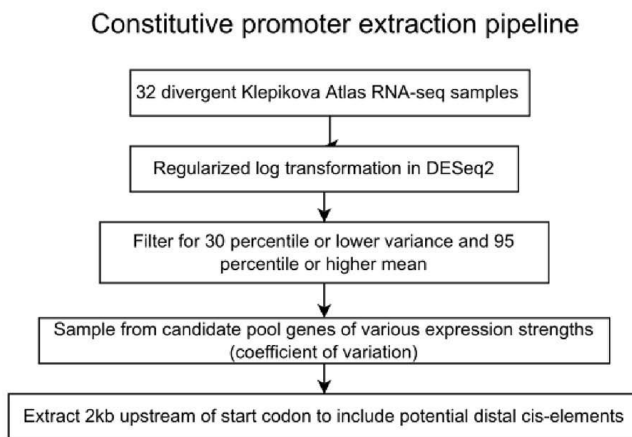 Constitutive promoter extraction pipeline
32 divergent Klepikova Atlas RNA-seq samples
Regularized log transformation in DESeq2
Filter for 30 percentile or lower variance and 95
percentile or higher mean
Sample from candidate pool genes of various expression strengths
(coefficient of variation)
Extract 2kb upstream of start codon to include potential distal cis-elements